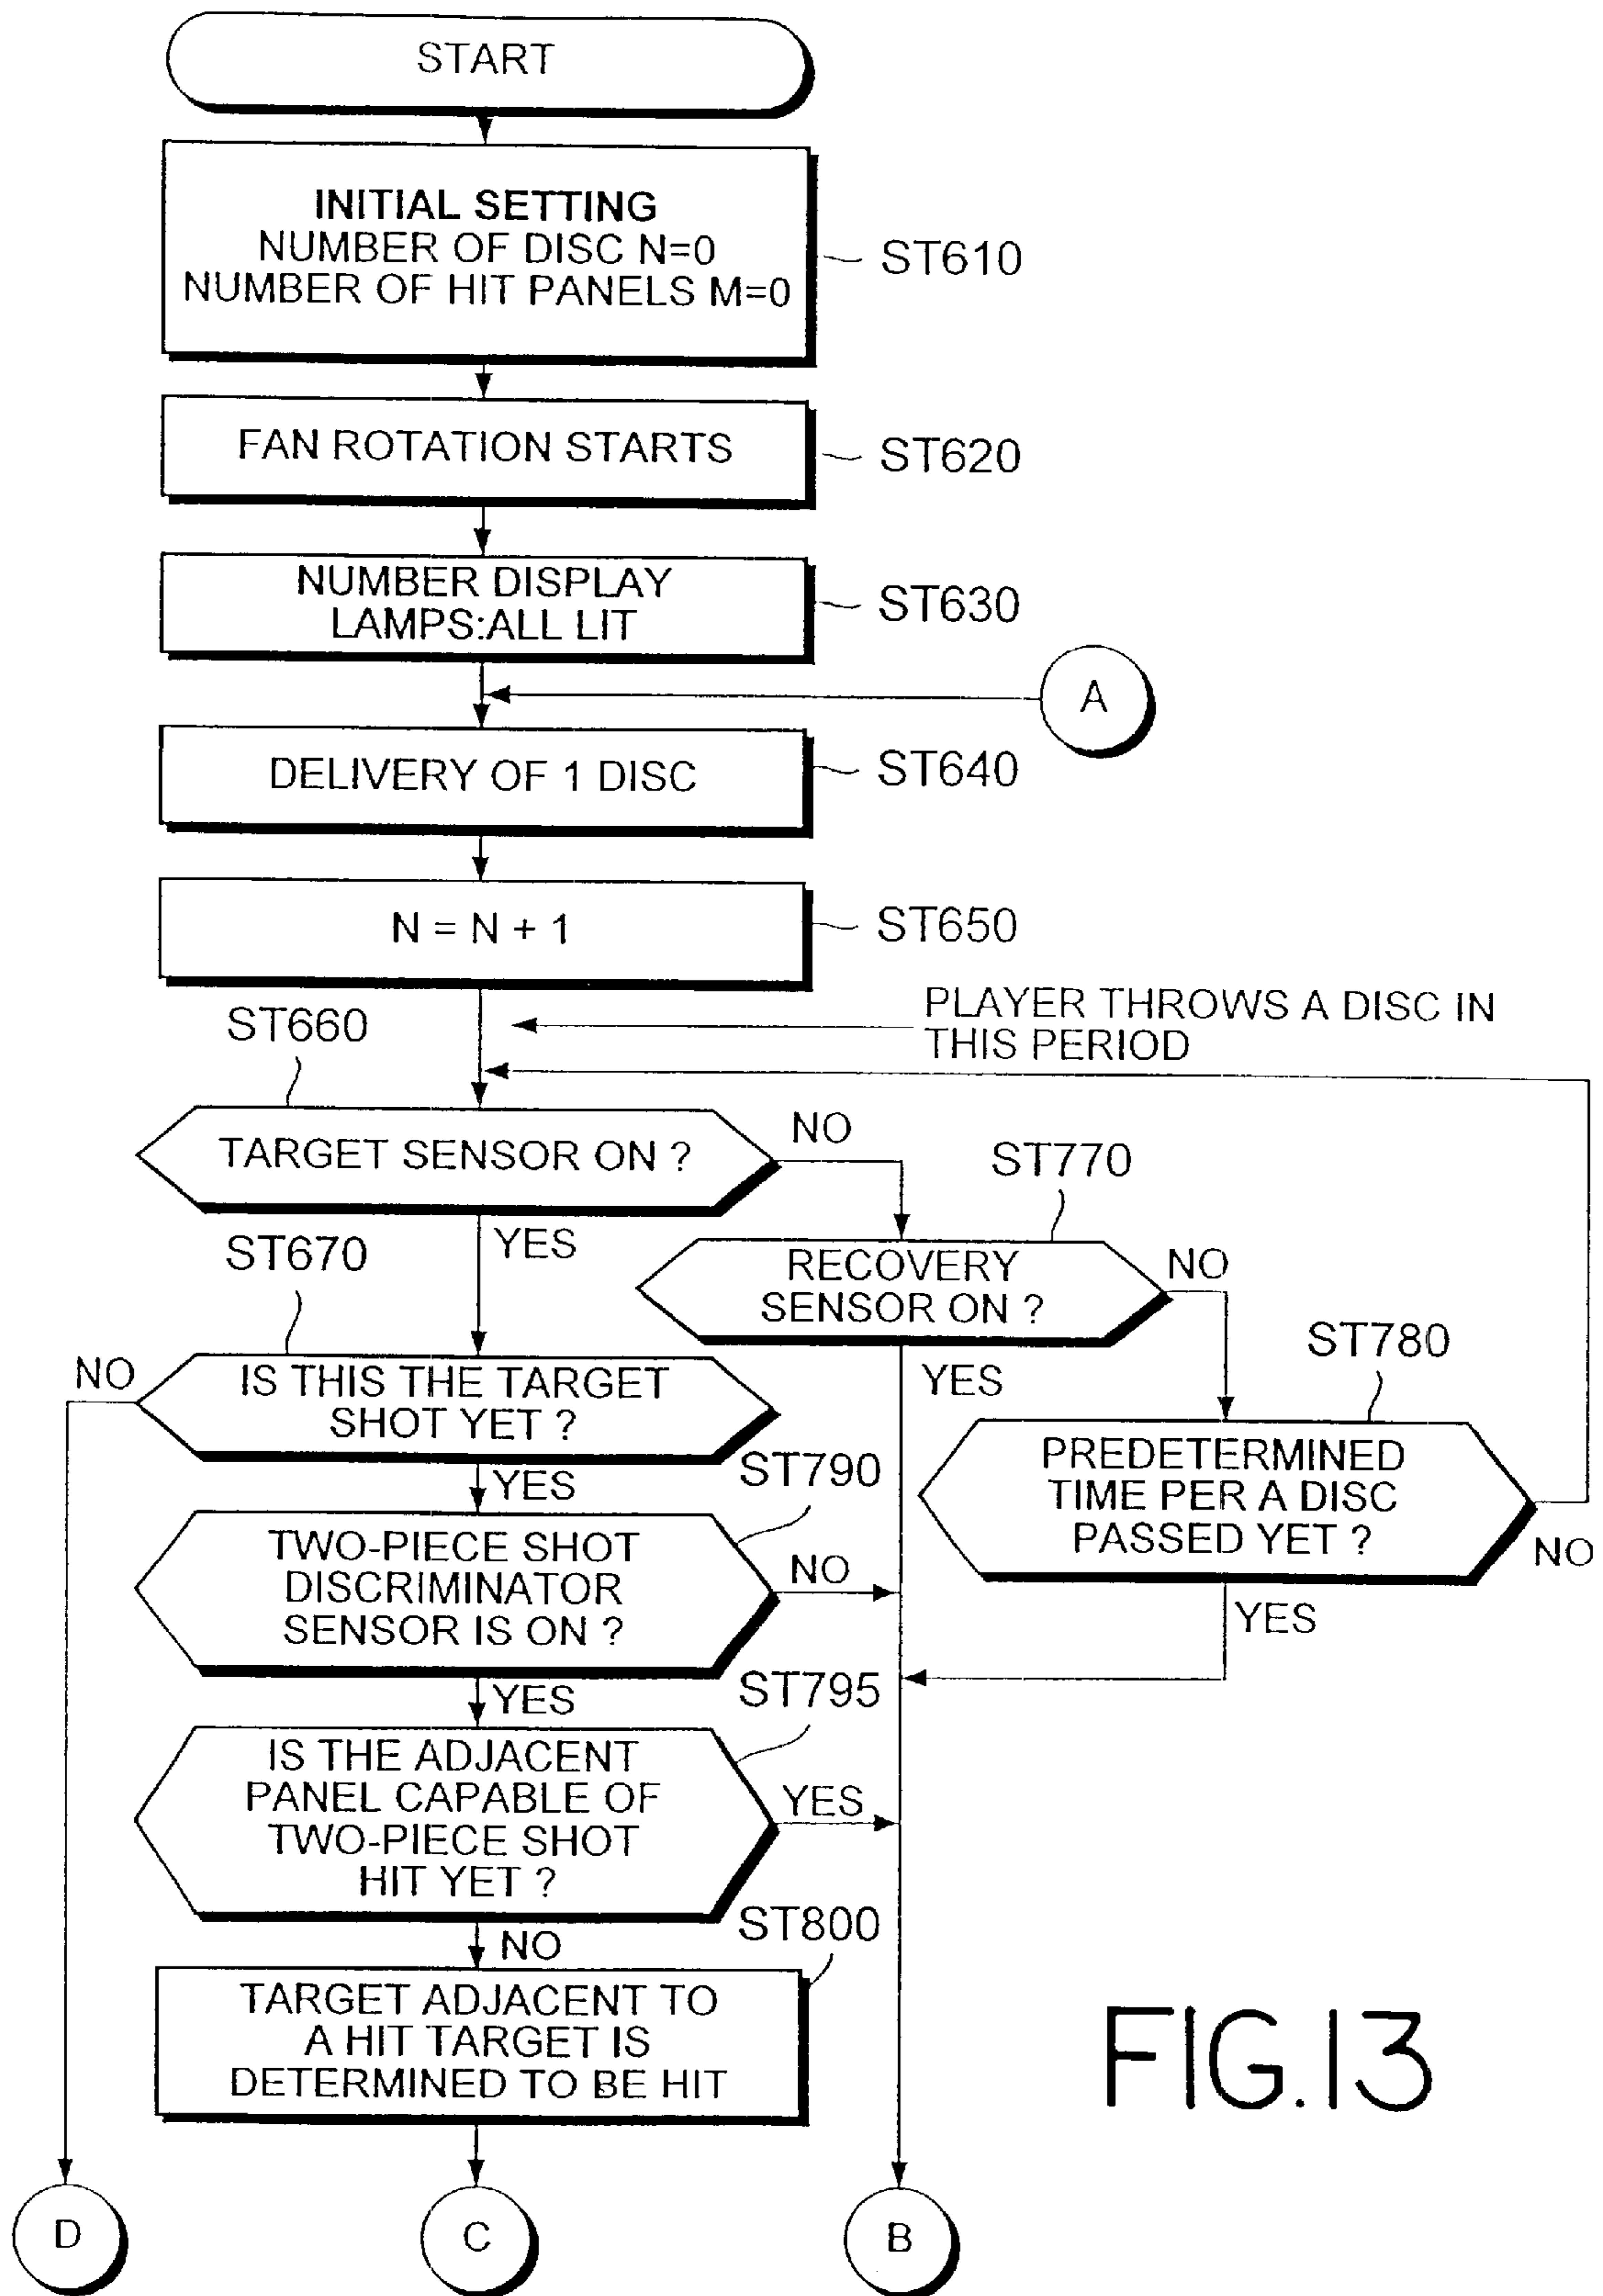 START
INITIAL SETTING
NUMBER OF DISC N=0
NUMBER OF HIT PANELS M=0
ST610
FAN ROTATION STARTS
ST620
NUMBER DISPLAY
LAMPS:ALL LIT
ST630
A
DELIVERY OF 1 DISC
ST640
N = N + 1
ST650
PLAYER THROWS A DISC IN
THIS PERIOD
ST660
TARGET SENSOR ON ?
NO
YES
ST770
RECOVERY
SENSOR ON ?
NO
YES
ST670
IS THIS THE TARGET
SHOT YET ?
NO
YES
ST780
PREDETERMINED
TIME PER A DISC
PASSED YET ?
NO
YES
ST790
TWO-PIECE SHOT
DISCRIMINATOR
SENSOR IS ON ?
NO
YES
ST795
IS THE ADJACENT
PANEL CAPABLE OF
TWO-PIECE SHOT
HIT YET ?
YES
NO
ST800
TARGET ADJACENT TO
A HIT TARGET IS
DETERMINED TO BE HIT
D
C
B
FIG.13